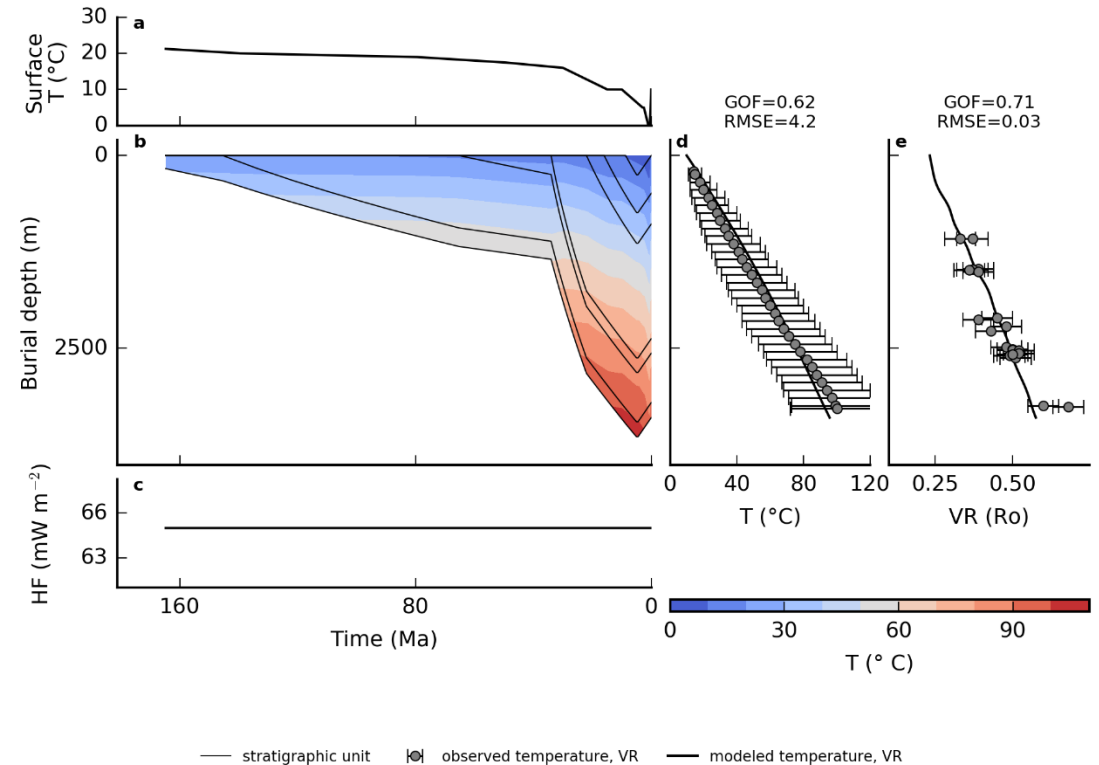 a
30
20
10
0
Surface
T (°C)
GOF=0.62
RMSE=4.2
GOF=0.71
RMSE=0.03
b
0
2500
Burial depth (m)
d
0 40 80 120
T (°C)
e
0.25 0.50
VR (Ro)
c
66
63
HF (mW m⁻²)
160 80 0
Time (Ma)
0 30 60 90
T (° C)
stratigraphic unit observed temperature, VR modeled temperature, VR